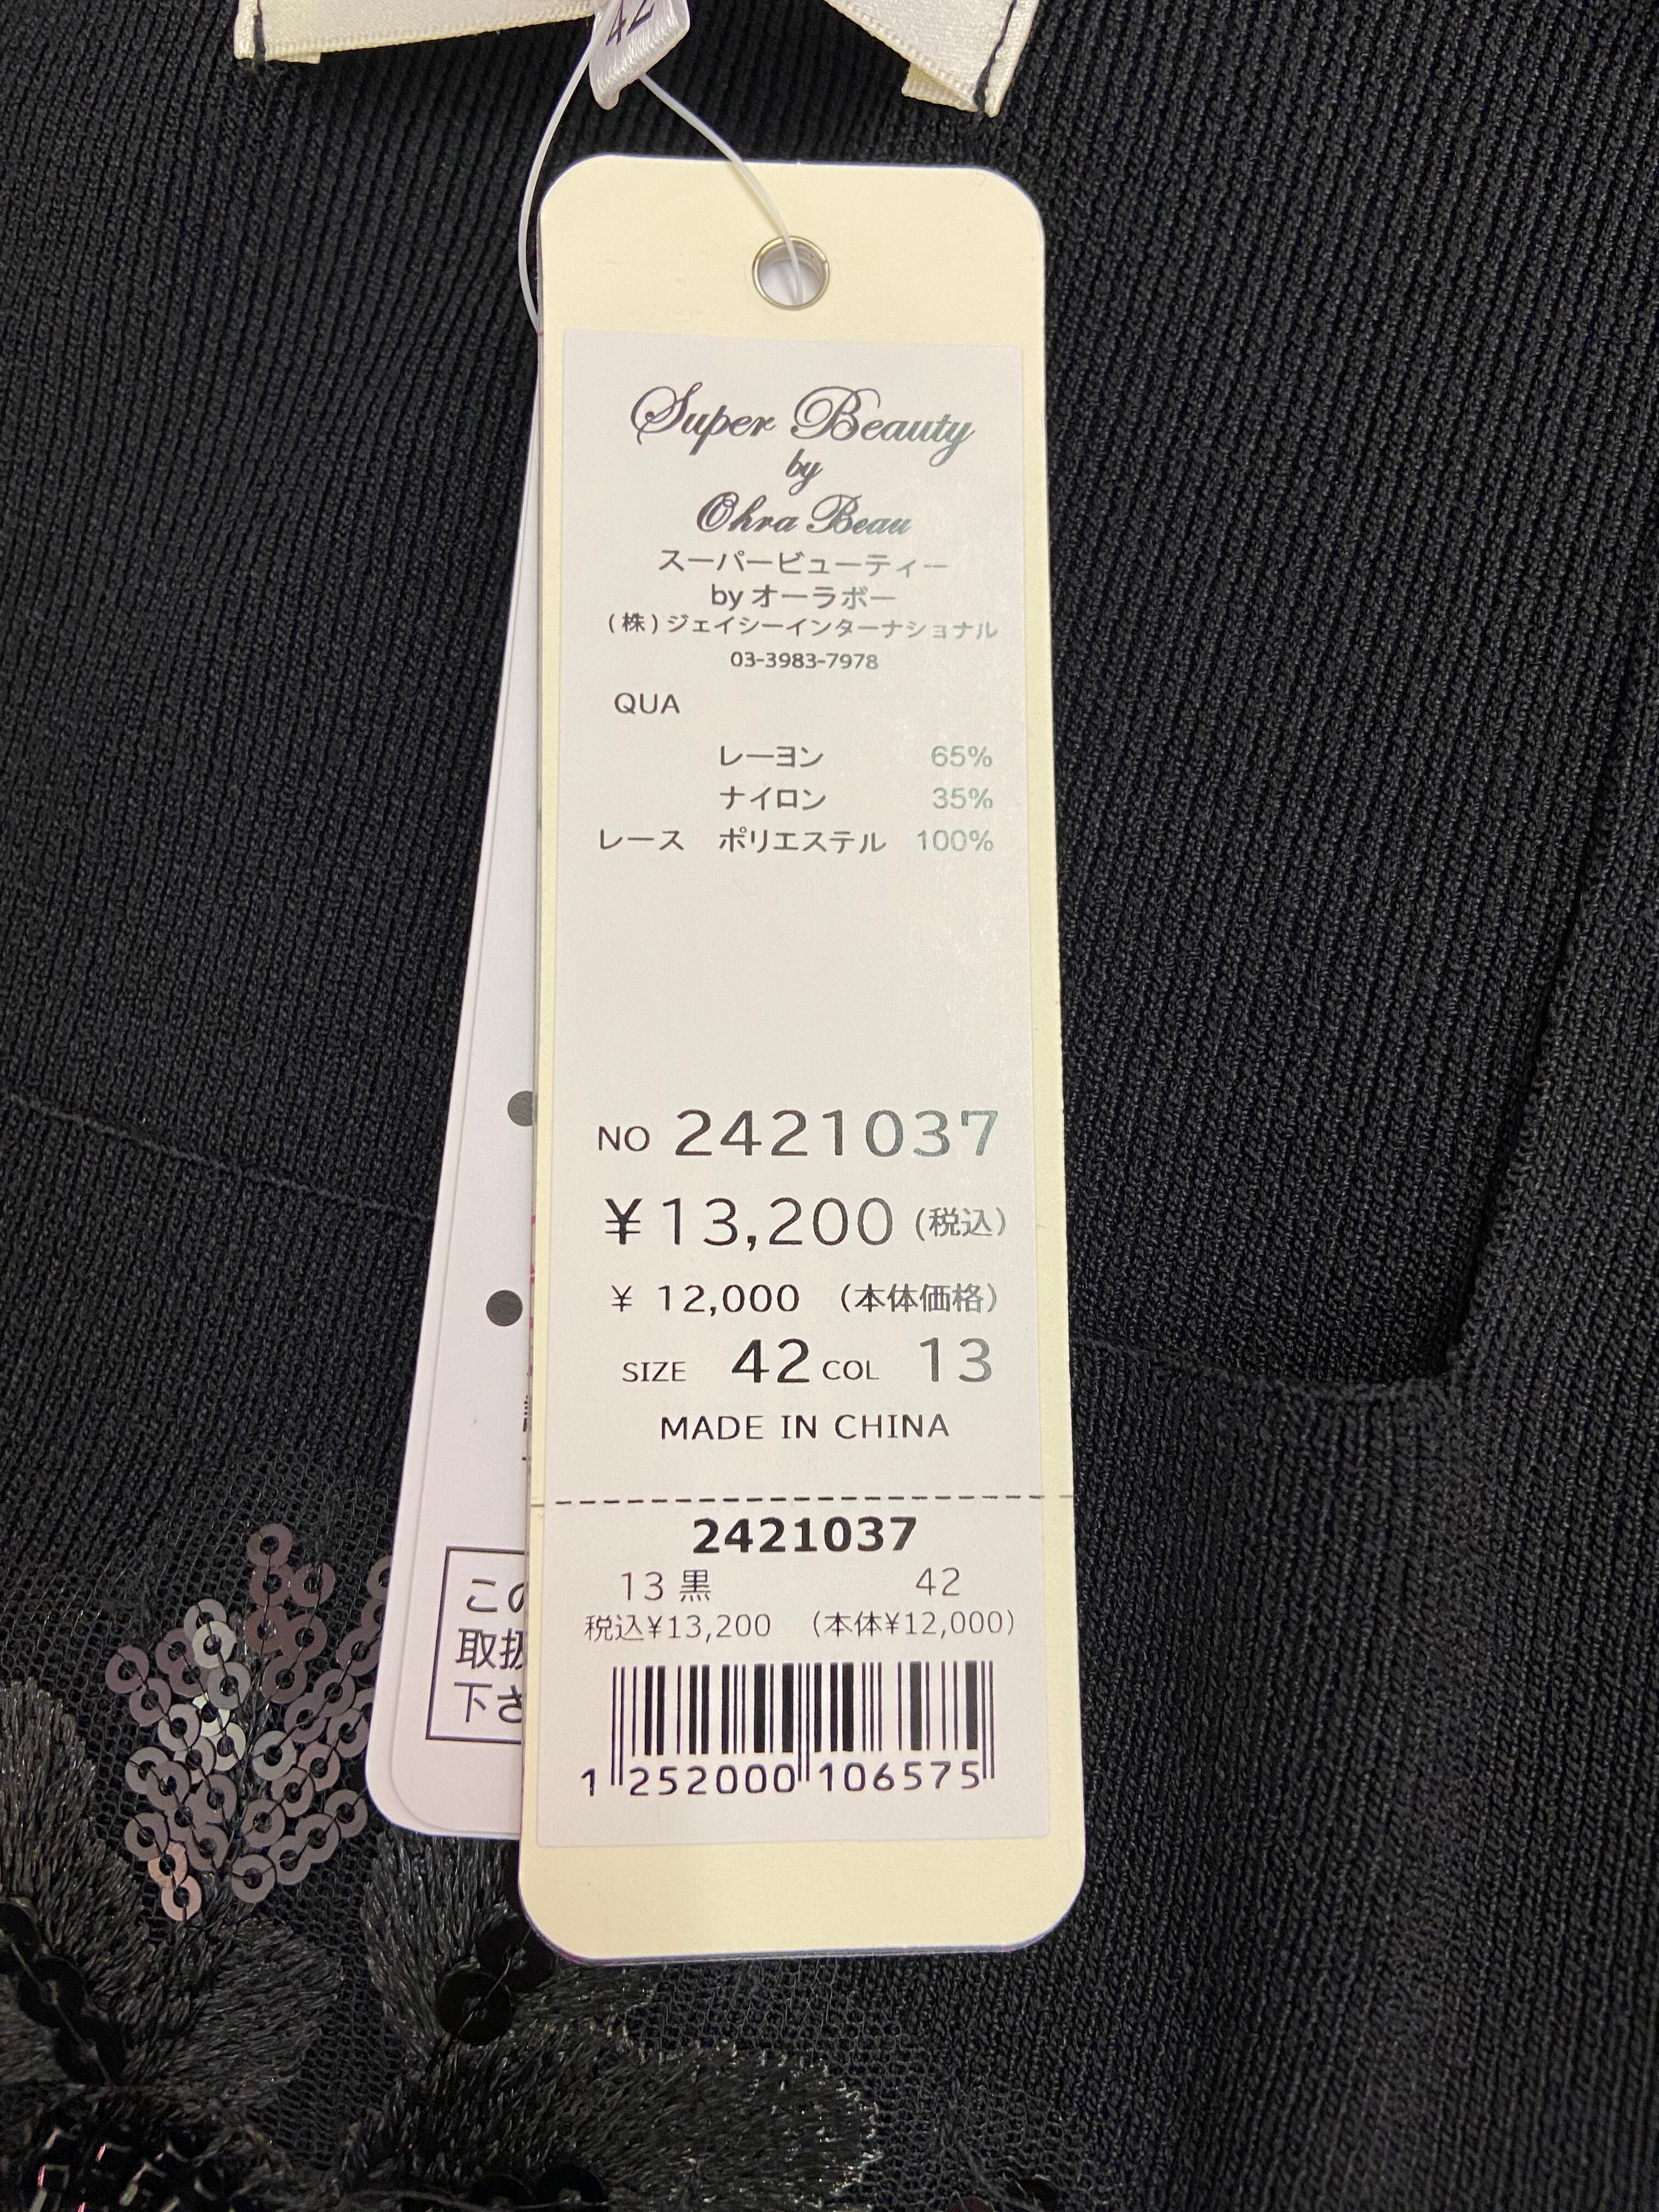 42
Super Beauty
by
Ohra Beau
スーパービューティー
by オーラボー
(株)ジェイシーインターナショナル
03-3983-7978
QUA
レーヨン 65%
ナイロン 35%
レース ポリエステル 100%
NO 2421037
¥13,200 (税込)
¥ 12,000 (本体価格)
SIZE 42 COL 13
MADE IN CHINA
2421037
13 黒 42
税込¥13,200 (本体¥12,000)
1 252000 106575
この
取扱
下さ